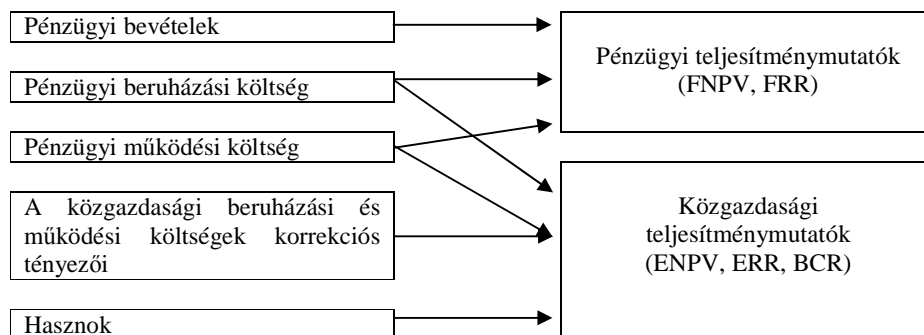 Pénzügyi bevételek
Pénzügyi beruházási költség
Pénzügyi működési költség
A közgazdasági beruházási és
működési költségek korrekciós
tényezői
Hasznok
Pénzügyi teljesítménymutatók
(FNPV, FRR)
Közgazdasági
teljesítménymutatók
(ENPV, ERR, BCR)